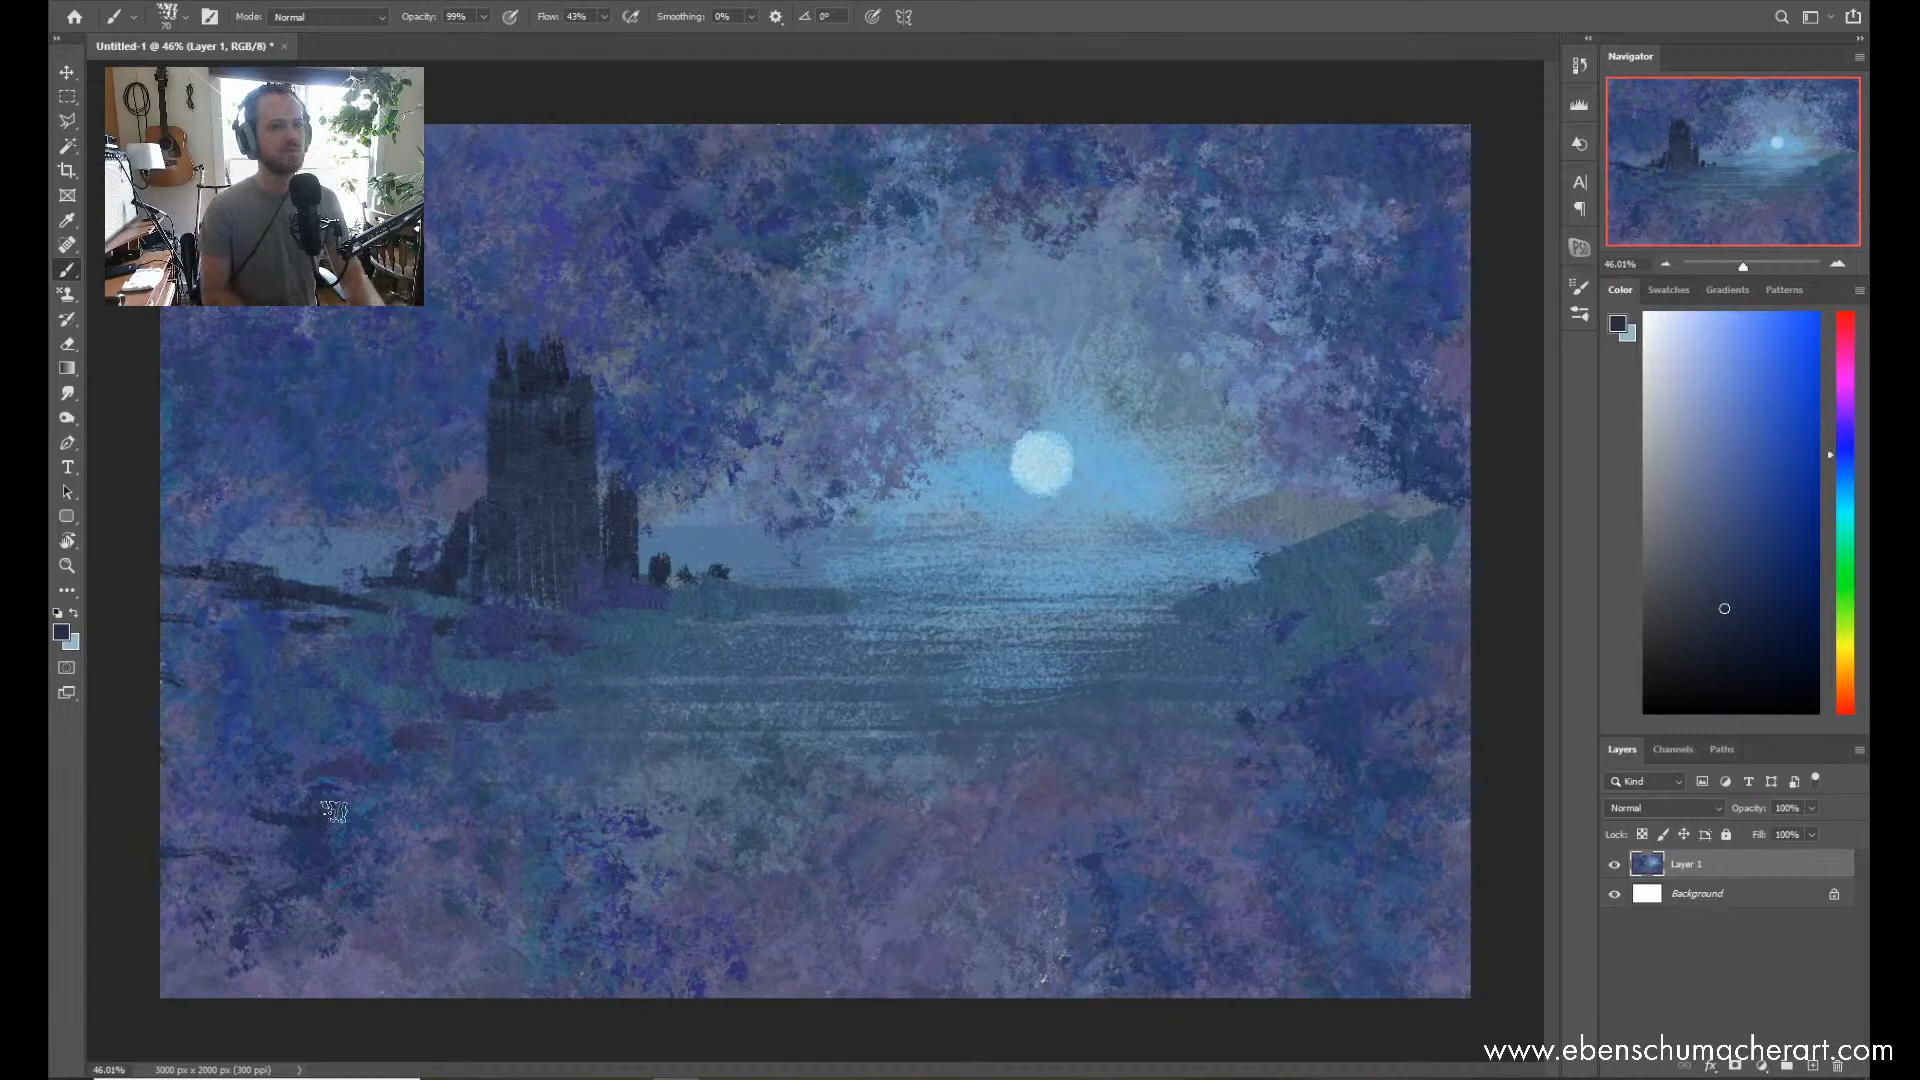 70
Mode: Normal
Opacity: 99%
Flow: 43%
Smoothing: 0%
0°
Untitled-1 @ 46% (Layer 1, RGB/8) *
Navigator
46.01%
Color Swatches Gradients Patterns
Layers Channels Paths
Kind
Normal Opacity: 100%
Lock: Fill: 100%
Layer 1
Background
46.01% 3000 px x 2000 px (300 ppi)
www.ebenschumacherart.com